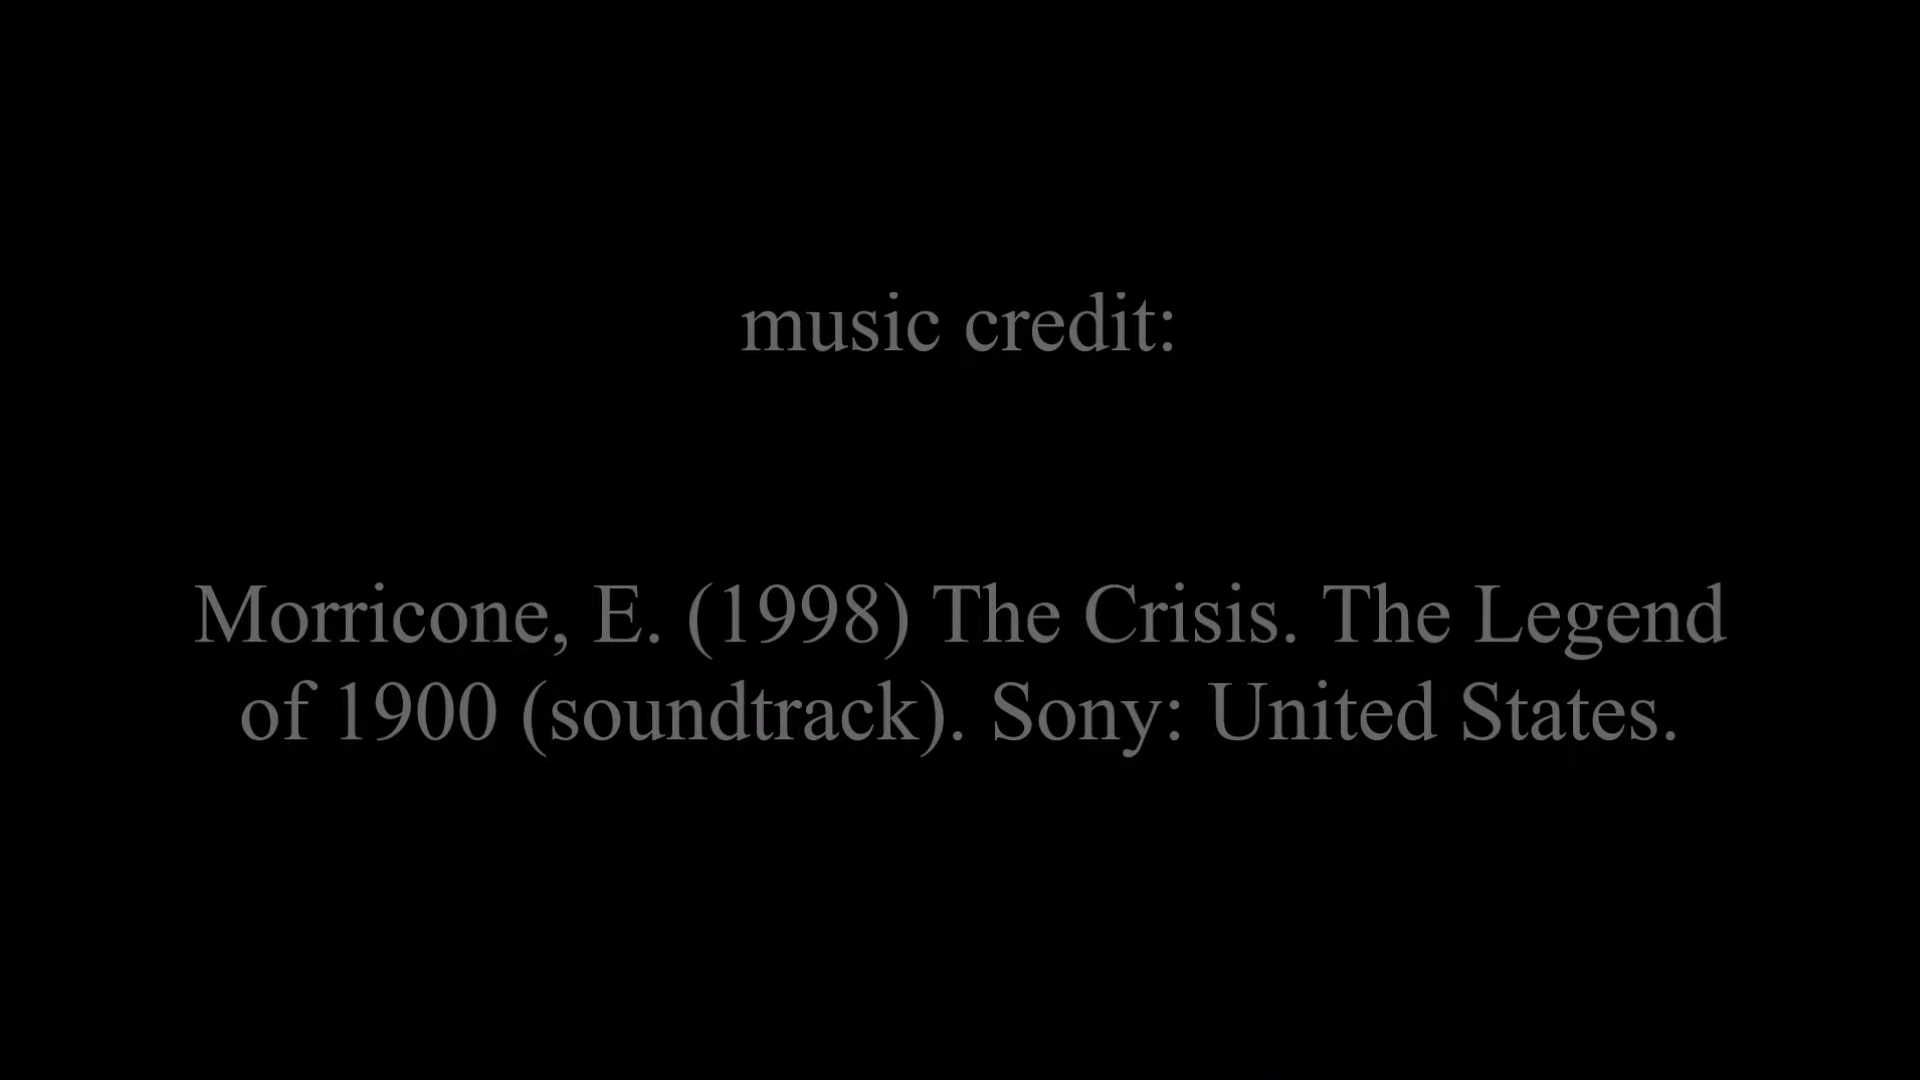 music credit:
Morricone, E. (1998) The Crisis. The Legend
of 1900 (soundtrack). Sony: United States.